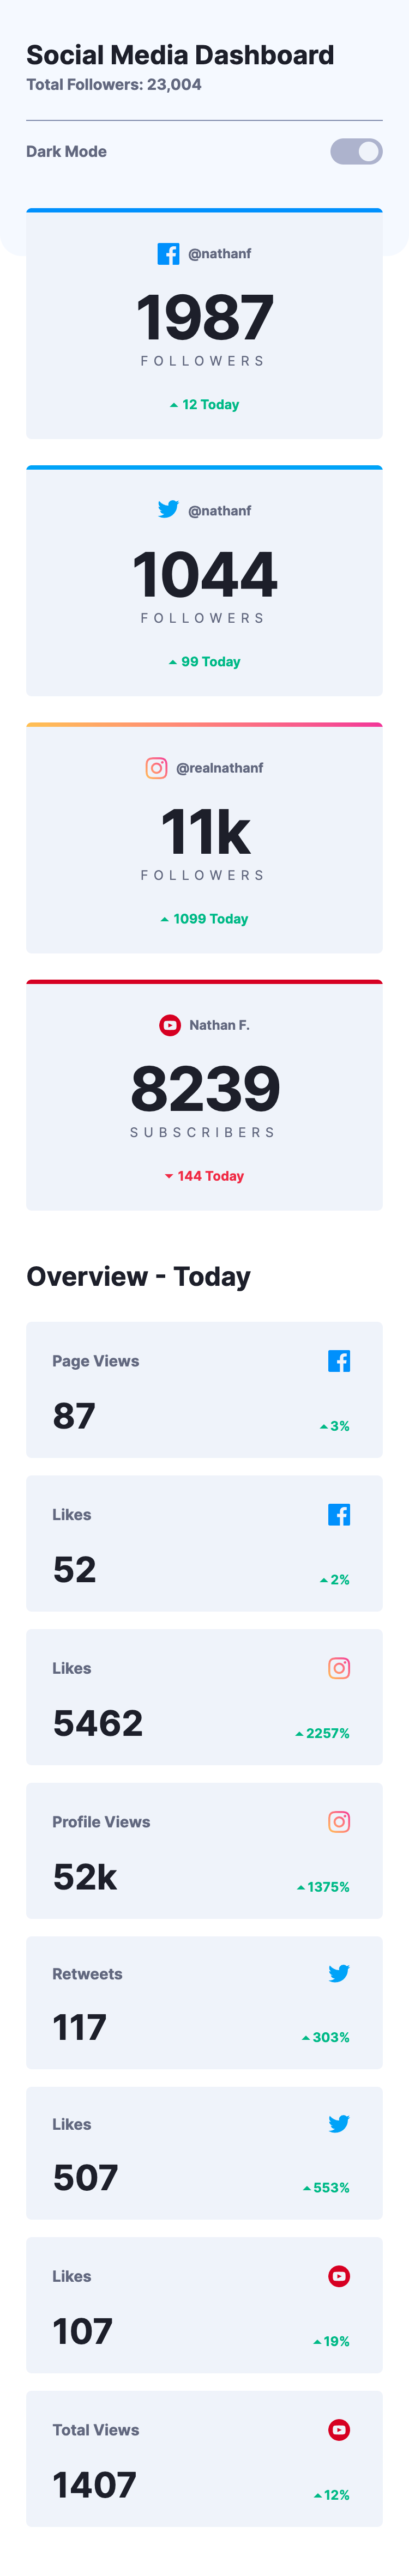 Social Media Dashboard
Total Followers: 23,004
Dark Mode
@nathanf
1987
FOLLOWERS
12 Today
@nathanf
1044
FOLLOWERS
99 Today
@realnathanf
11k
FOLLOWERS
1099 Today
Nathan F.
8239
SUBSCRIBERS
144 Today
Overview - Today
Page Views
87
3%
Likes
52
2%
Likes
5462
2257%
Profile Views
52k
1375%
Retweets
117
303%
Likes
507
553%
Likes
107
19%
Total Views
1407
12%